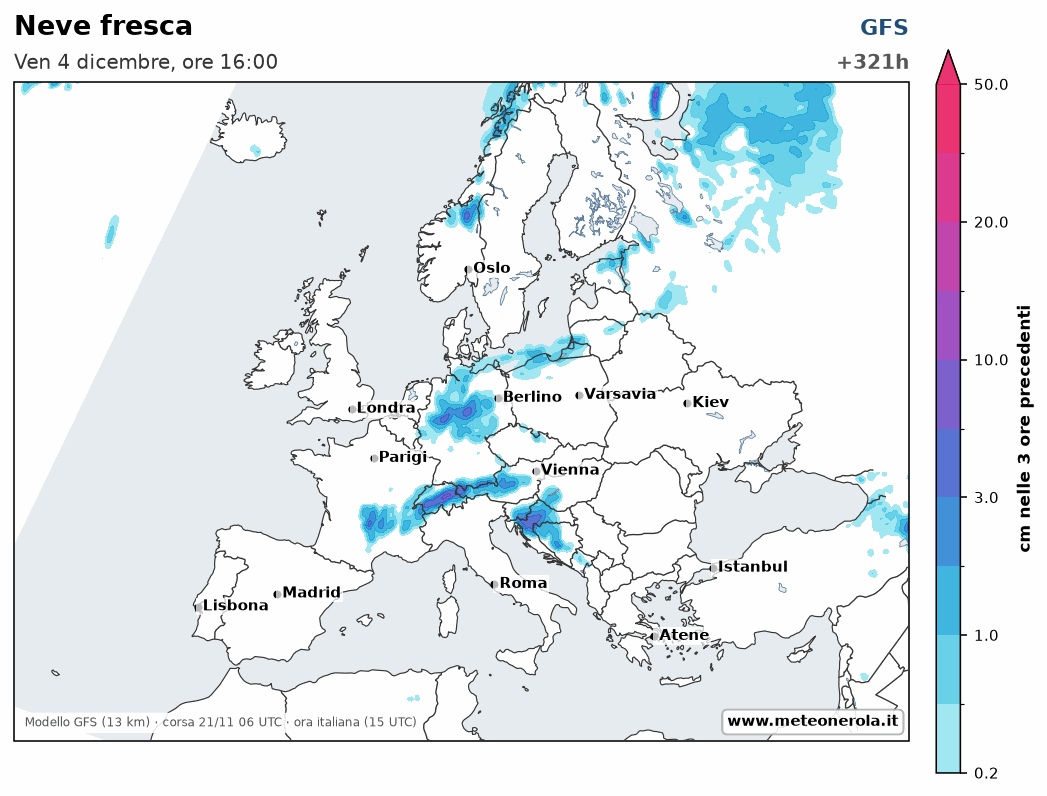 Neve fresca
GFS
Ven 4 dicembre, ore 16:00
+321h
50.0
20.0
10.0
3.0
1.0
0.2
cm nelle 3 ore precedenti
Oslo
Berlino
Varsavia
Kiev
Londra
Parigi
Vienna
Istanbul
Roma
Madrid
Lisbona
Atene
Modello GFS (13 km) · corsa 21/11 06 UTC · ora italiana (15 UTC)
www.meteonerola.it